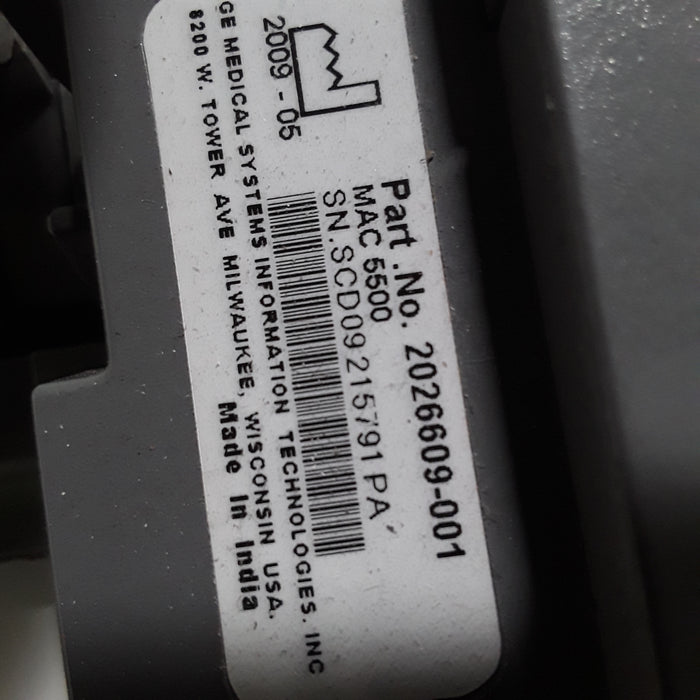 Part .No. 2026609-001
MAC 5500
SN.SCD09215791PA
2009 - 05
GE MEDICAL SYSTEMS INFORMATION TECHNOLOGIES. INC
8200 W. TOWER AVE MILWAUKEE, WISCONSIN USA.
Made In India